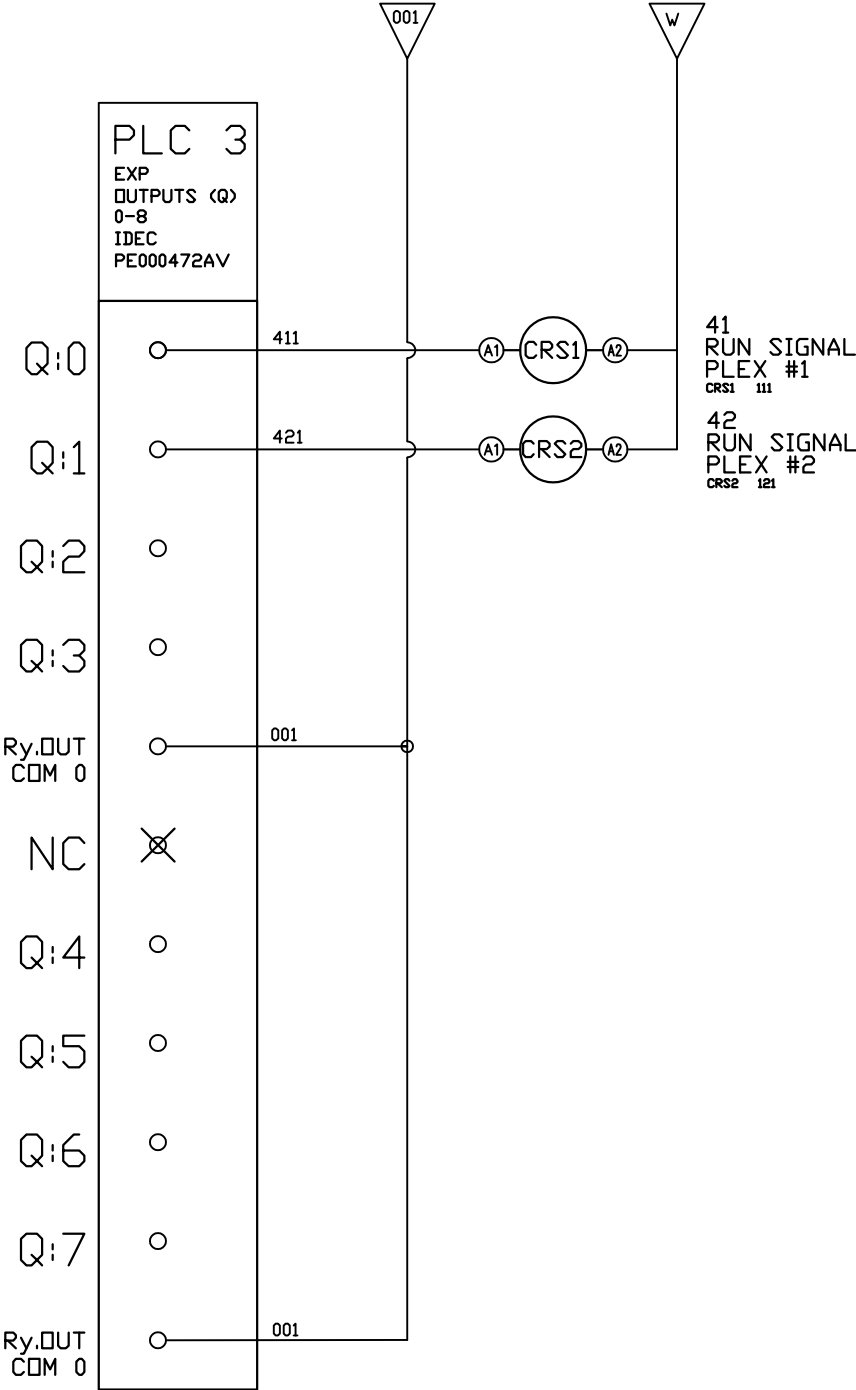 001
W
PLC 3
EXP
OUTPUTS (Q)
0-8
IDEC
PE000472AV
Q:0
411
A1
CRS1
A2
41
RUN SIGNAL
PLEX #1
CRS1 111
Q:1
421
A1
CRS2
A2
42
RUN SIGNAL
PLEX #2
CRS2 121
Q:2
Q:3
Ry.OUT
COM 0
001
NC
Q:4
Q:5
Q:6
Q:7
Ry.OUT
COM 0
001